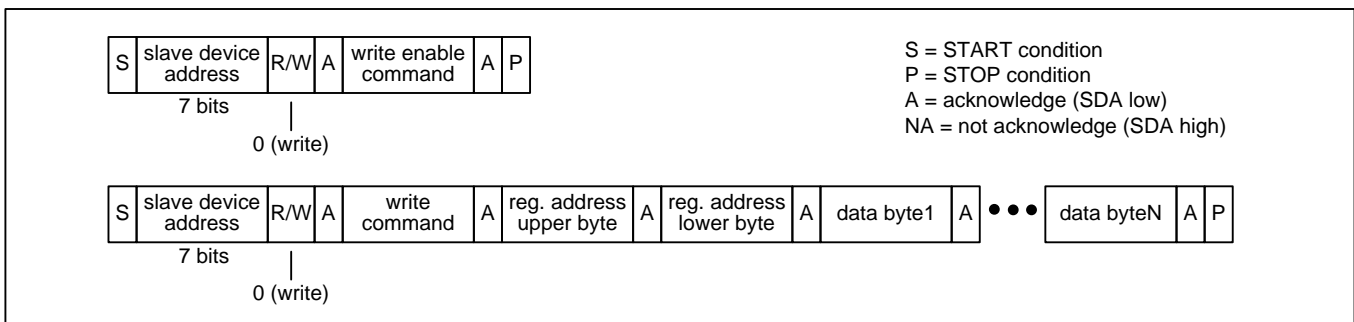 S slave device address R/W A write enable command A P
7 bits
0 (write)
S = START condition
P = STOP condition
A = acknowledge (SDA low)
NA = not acknowledge (SDA high)
S slave device address R/W A write command A reg. address upper byte A reg. address lower byte A data byte1 A ●●● data byteN A P
7 bits
0 (write)